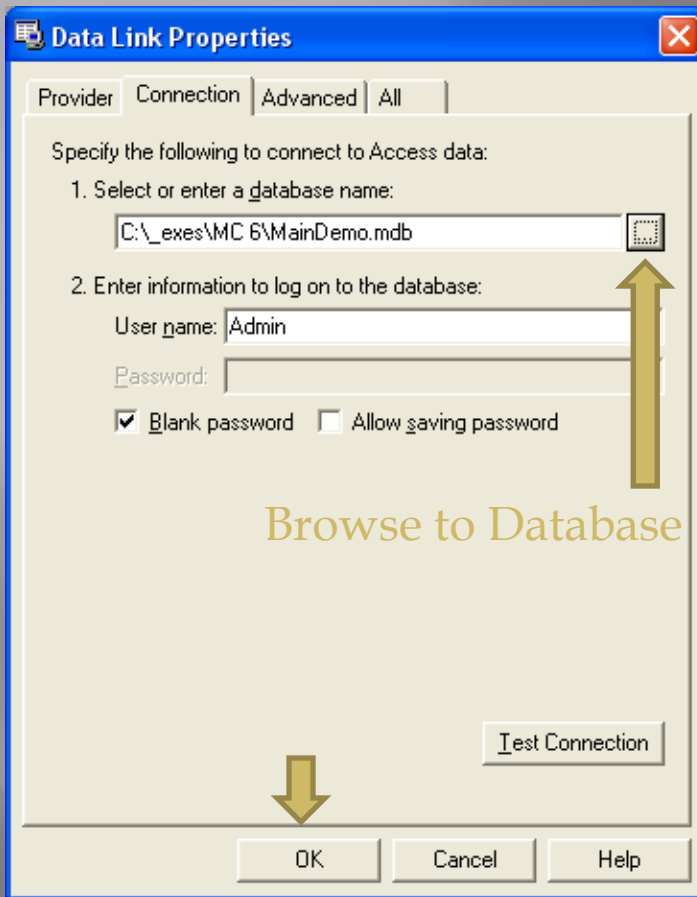 Data Link Properties
Provider Connection Advanced All
Specify the following to connect to Access data:
1. Select or enter a database name:
C:\_exes\MC 6\MainDemo.mdb
2. Enter information to log on to the database:
User name: Admin
Password:
Blank password Allow saving password
Browse to Database
Test Connection
OK Cancel Help